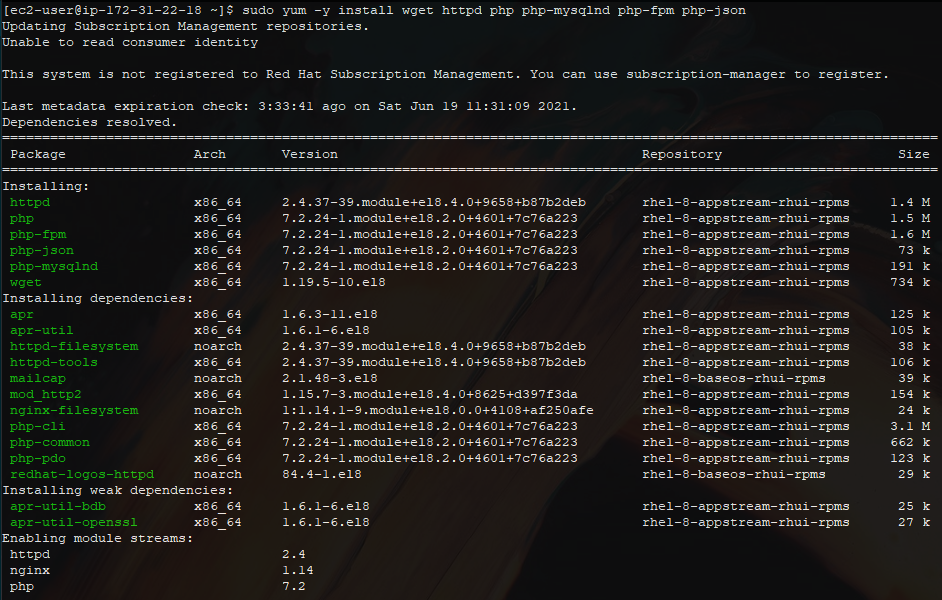 [ec2-user@ip-172-31-22-18 ~]$ sudo yum -y install wget httpd php php-mysqlnd php-fpm php-json
Updating Subscription Management repositories.
Unable to read consumer identity
This system is not registered to Red Hat Subscription Management. You can use subscription-manager to register.
Last metadata expiration check: 3:33:41 ago on Sat Jun 19 11:31:09 2021.
Dependencies resolved.
Package Arch Version Repository Size
Installing:
httpd x86_64 2.4.37-39.module+el8.4.0+9658+b87b2deb rhel-8-appstream-rhui-rpms 1.4 M
php x86_64 7.2.24-1.module+el8.2.0+4601+7c76a223 rhel-8-appstream-rhui-rpms 1.5 M
php-fpm x86_64 7.2.24-1.module+el8.2.0+4601+7c76a223 rhel-8-appstream-rhui-rpms 1.6 M
php-json x86_64 7.2.24-1.module+el8.2.0+4601+7c76a223 rhel-8-appstream-rhui-rpms 73 k
php-mysqlnd x86_64 7.2.24-1.module+el8.2.0+4601+7c76a223 rhel-8-appstream-rhui-rpms 191 k
wget x86_64 1.19.5-10.el8 rhel-8-appstream-rhui-rpms 734 k
Installing dependencies:
apr x86_64 1.6.3-11.el8 rhel-8-appstream-rhui-rpms 125 k
apr-util x86_64 1.6.1-6.el8 rhel-8-appstream-rhui-rpms 105 k
httpd-filesystem noarch 2.4.37-39.module+el8.4.0+9658+b87b2deb rhel-8-appstream-rhui-rpms 38 k
httpd-tools x86_64 2.4.37-39.module+el8.4.0+9658+b87b2deb rhel-8-appstream-rhui-rpms 106 k
mailcap noarch 2.1.48-3.el8 rhel-8-baseos-rhui-rpms 39 k
mod_http2 x86_64 1.15.7-3.module+el8.4.0+8625+d397f3da rhel-8-appstream-rhui-rpms 154 k
nginx-filesystem noarch 1:1.14.1-9.module+el8.0.0+4108+af250afe rhel-8-appstream-rhui-rpms 24 k
php-cli x86_64 7.2.24-1.module+el8.2.0+4601+7c76a223 rhel-8-appstream-rhui-rpms 3.1 M
php-common x86_64 7.2.24-1.module+el8.2.0+4601+7c76a223 rhel-8-appstream-rhui-rpms 662 k
php-pdo x86_64 7.2.24-1.module+el8.2.0+4601+7c76a223 rhel-8-appstream-rhui-rpms 123 k
redhat-logos-httpd noarch 84.4-1.el8 rhel-8-baseos-rhui-rpms 29 k
Installing weak dependencies:
apr-util-bdb x86_64 1.6.1-6.el8 rhel-8-appstream-rhui-rpms 25 k
apr-util-openssl x86_64 1.6.1-6.el8 rhel-8-appstream-rhui-rpms 27 k
Enabling module streams:
httpd 2.4
nginx 1.14
php 7.2